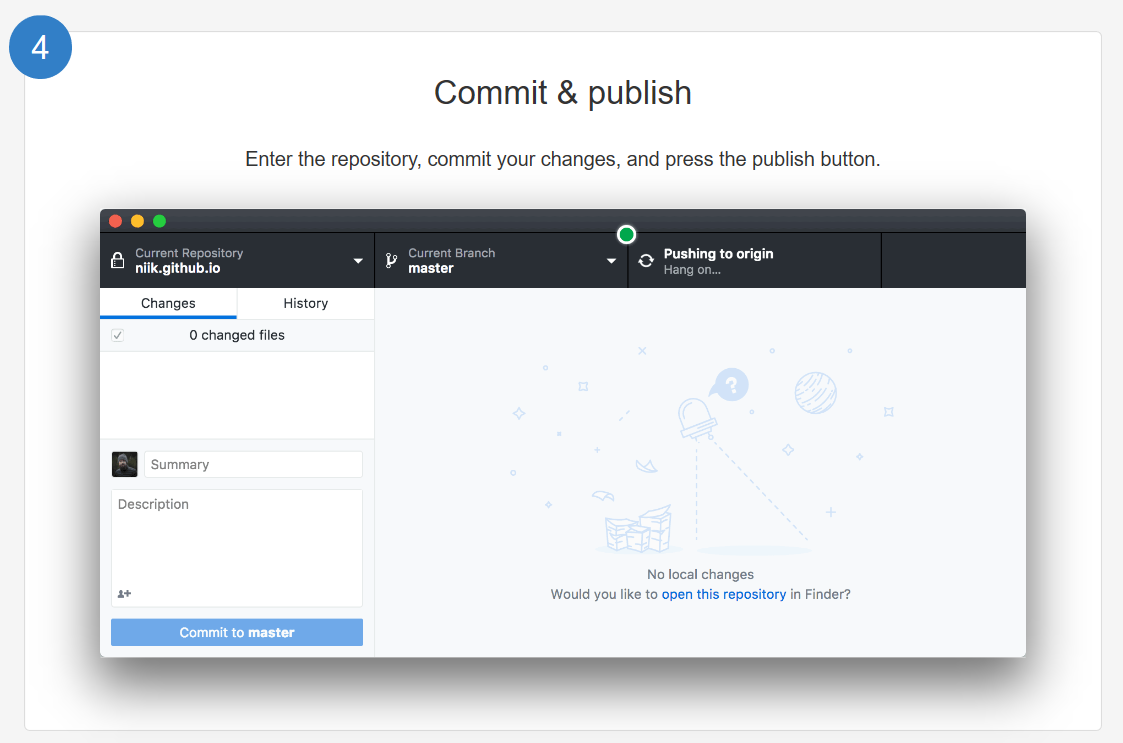 4
Commit & publish
Enter the repository, commit your changes, and press the publish button.
Current Repository
niik.github.io
Current Branch
master
Pushing to origin
Hang on…
Changes
History
0 changed files
?
Summary
Description
Commit to master
No local changes
Would you like to open this repository in Finder?